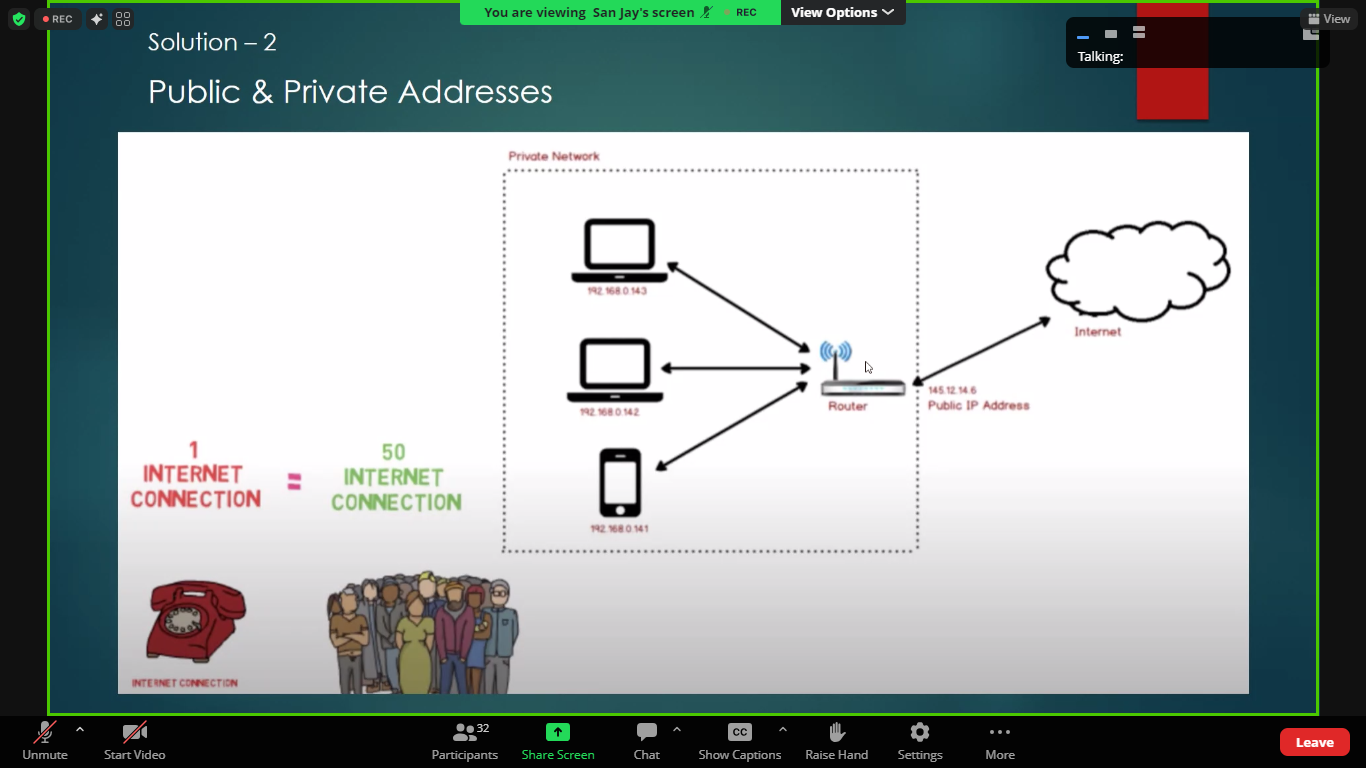 REC
You are viewing San Jay's screen
REC
View Options
View
Talking:
Solution – 2
Public & Private Addresses
Private Network
192.168.0.143
192.168.0.142
192.168.0.141
Router
145.12.14.6
Public IP Address
Internet
1
INTERNET
CONNECTION
=
50
INTERNET
CONNECTION
INTERNET CONNECTION
Unmute
Start Video
32
Participants
Share Screen
Chat
CC
Show Captions
Raise Hand
Settings
More
Leave